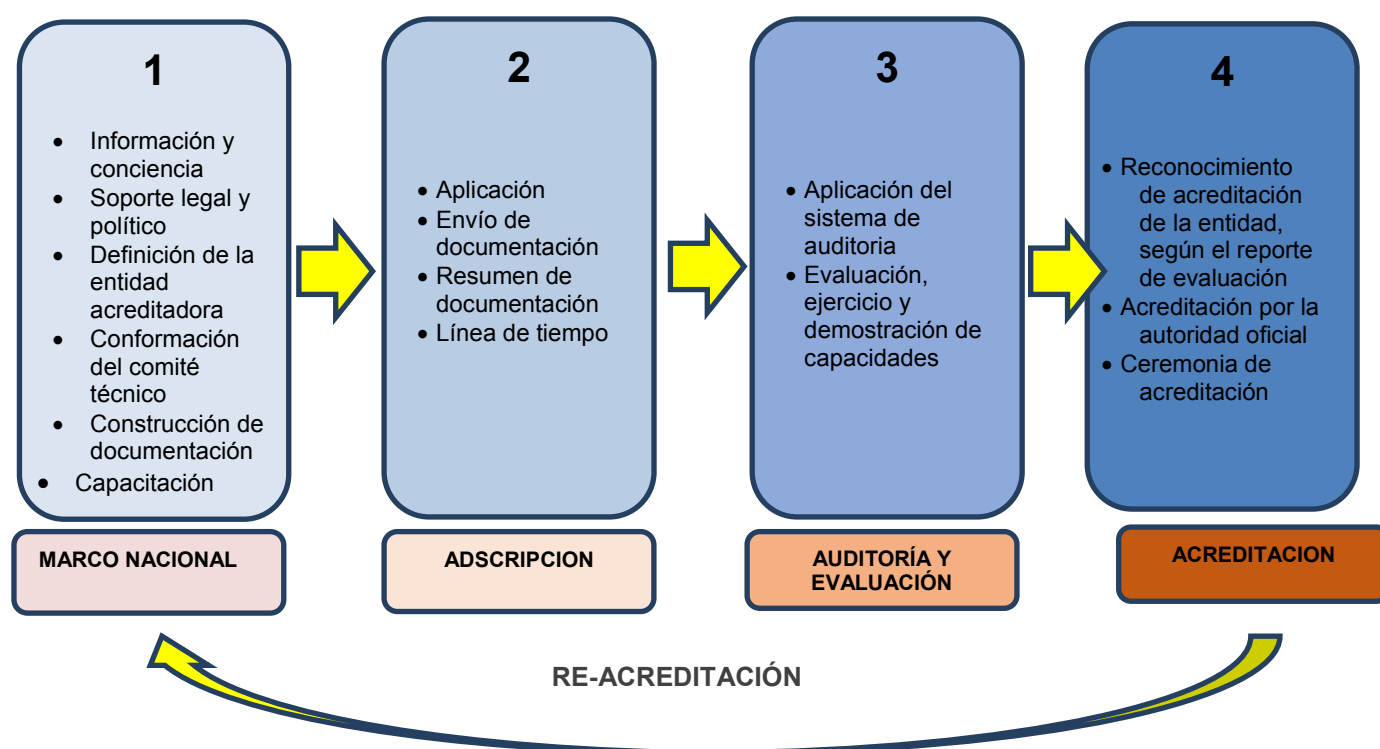 1
• Información y
conciencia
• Soporte legal y
político
• Definición de la
entidad
acreditadora
• Conformación
del comité
técnico
• Construcción de
documentación
• Capacitación
MARCO NACIONAL
2
• Aplicación
• Envío de
documentación
• Resumen de
documentación
• Línea de tiempo
ADSCRIPCION
3
• Aplicación del
sistema de
auditoria
• Evaluación,
ejercicio y
demostración de
capacidades
AUDITORÍA Y
EVALUACIÓN
4
• Reconocimiento
de acreditación
de la entidad,
según el reporte
de evaluación
• Acreditación por la
autoridad oficial
• Ceremonia de
acreditación
ACREDITACION
RE-ACREDITACIÓN